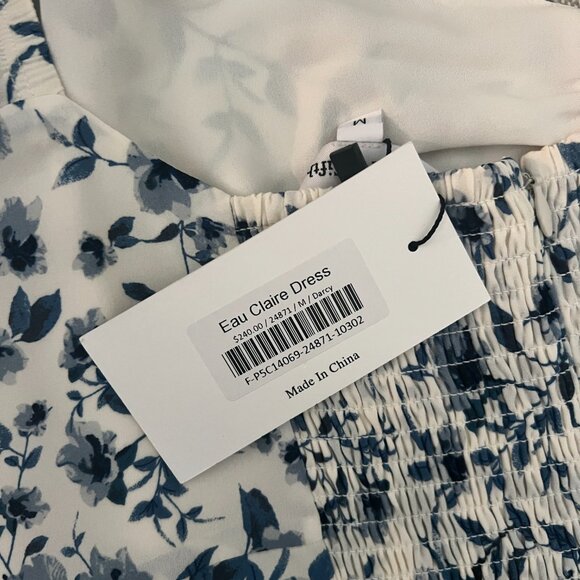 M
Eau Claire Dress
$240.00 / 24871 / M / Darcy
F-P5C14069-24871-10302
Made In China